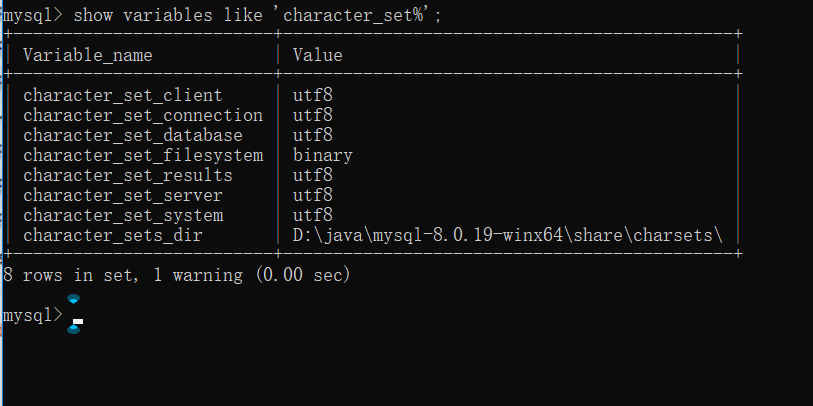 mysql> show variables like 'character_set%';
+--------------------------+---------------------------------------------+
| Variable_name | Value |
+--------------------------+---------------------------------------------+
| character_set_client | utf8 |
| character_set_connection | utf8 |
| character_set_database | utf8 |
| character_set_filesystem | binary |
| character_set_results | utf8 |
| character_set_server | utf8 |
| character_set_system | utf8 |
| character_sets_dir | D:\java\mysql-8.0.19-winx64\share\charsets\ |
+--------------------------+---------------------------------------------+
8 rows in set, 1 warning (0.00 sec)
mysql>